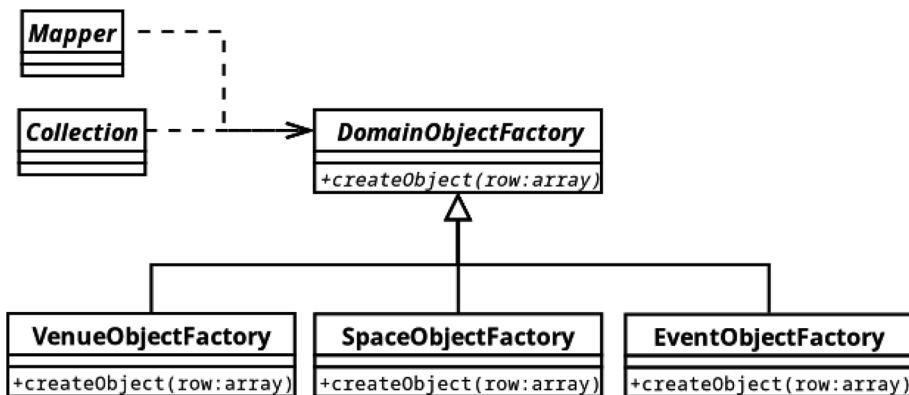 Mapper
Collection
DomainObjectFactory
+createObject(row:array)
VenueObjectFactory
+createObject(row:array)
SpaceObjectFactory
+createObject(row:array)
EventObjectFactory
+createObject(row:array)